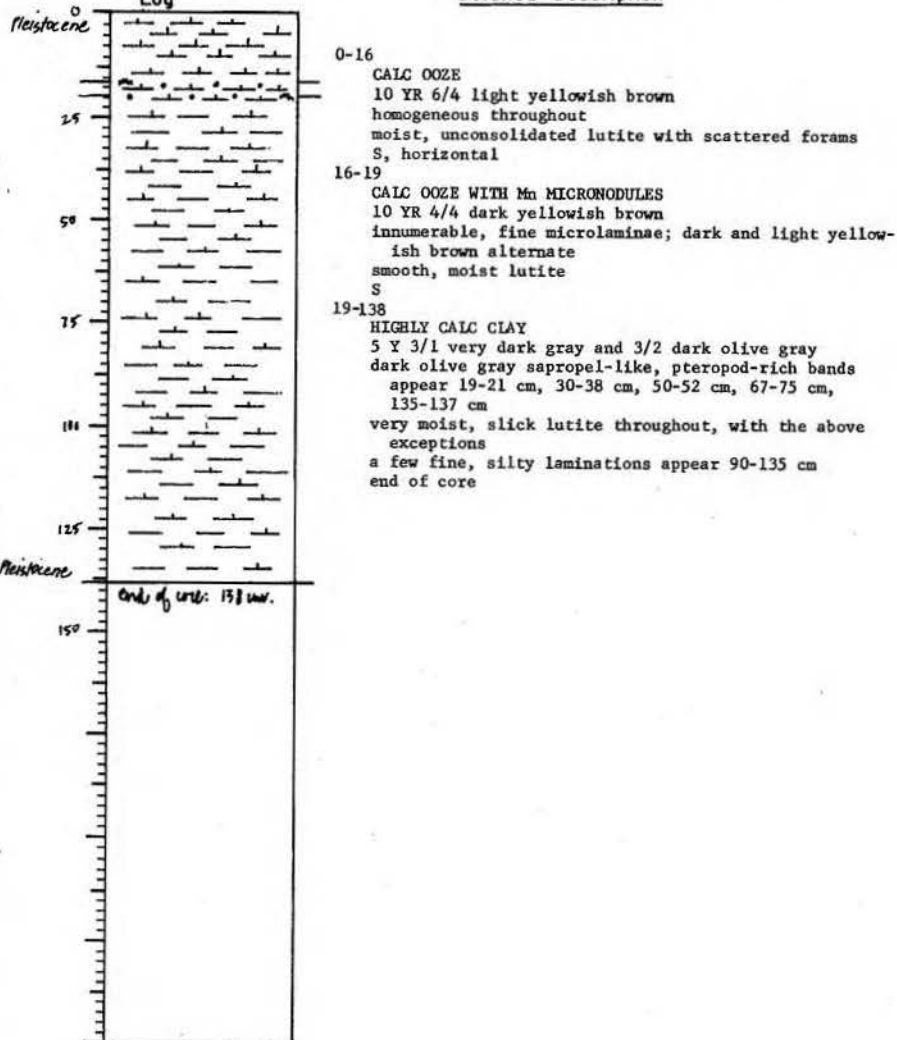 Log
0
Pleistocene
25
50
75
100
125
Pleistocene
end of core: 138 cm.
150
0-16
CALC OOZE
10 YR 6/4 light yellowish brown
homogeneous throughout
moist, unconsolidated lutite with scattered forams
S, horizontal
16-19
CALC OOZE WITH Mn MICRONODULES
10 YR 4/4 dark yellowish brown
innumerable, fine microlaminae; dark and light yellow-
ish brown alternate
smooth, moist lutite
S
19-138
HIGHLY CALC CLAY
5 Y 3/1 very dark gray and 3/2 dark olive gray
dark olive gray sapropel-like, pteropod-rich bands
appear 19-21 cm, 30-38 cm, 50-52 cm, 67-75 cm,
135-137 cm
very moist, slick lutite throughout, with the above
exceptions
a few fine, silty laminations appear 90-135 cm
end of core